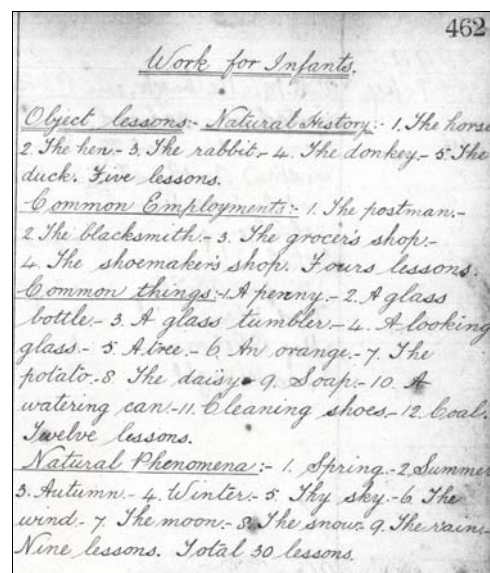 462
Work for Infants.
Object lessons:- Natural History:- 1. The horse
2. The hen.- 3. The rabbit.- 4. The donkey.- 5. The
duck. Five lessons.
Common Employments:- 1. The postman.-
2. The blacksmith.- 3. The grocer's shop.-
4. The shoemaker's shop. Fours lessons.
Common things:- 1. A penny.- 2. A glass
bottle.- 3. A glass tumbler.- 4. A looking
glass.- 5. A tree.- 6. An orange.- 7. The
potato.- 8. The daisy.- 9. Soap.- 10. A
watering can.- 11. Cleaning shoes.- 12. Coal.
Twelve lessons.
Natural Phenomena:- 1. Spring.- 2. Summer
3. Autumn.- 4. Winter.- 5. Thy sky.- 6. The
wind.- 7. The moon.- 8. The snow.- 9. The rain.
Nine lessons. Total 30 lessons.